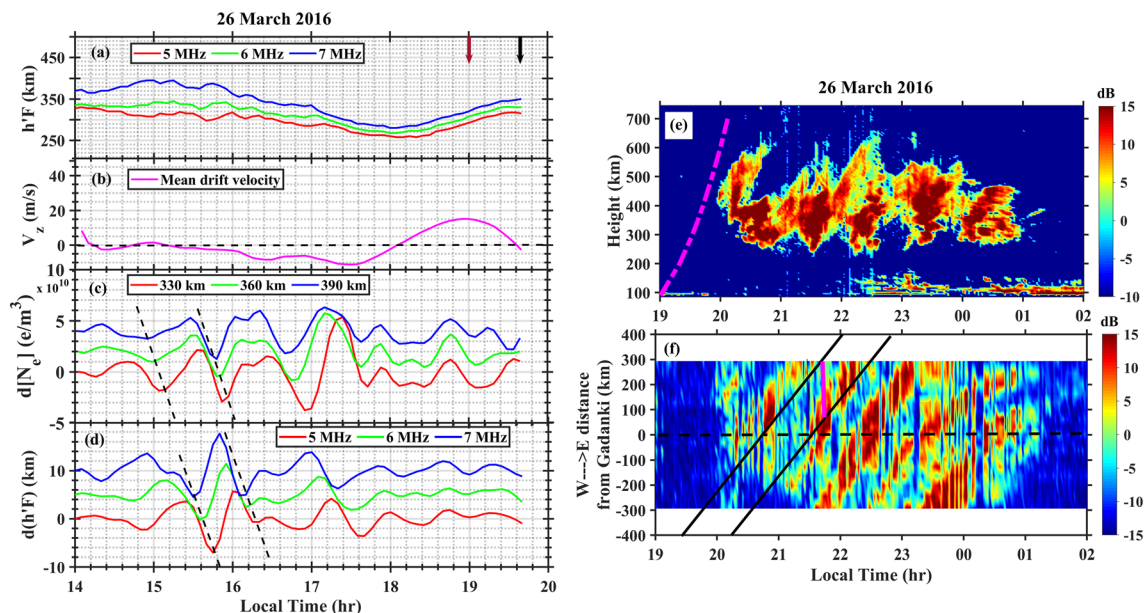 26 March 2016
(a)
5 MHz 6 MHz 7 MHz
h'F (km)
450
350
250
(b)
Mean drift velocity
V_z (m/s)
40
20
0
10
(c)
330 km 360 km 390 km
x 10^10
d[N_e] (e/m^3)
5
0
-5
(d)
5 MHz 6 MHz 7 MHz
d(h'F) (km)
10
0
-10
14 15 16 17 18 19 20
Local Time (hr)
26 March 2016
dB
(e)
Height (km)
700
600
500
400
300
200
100
19 20 21 22 23 00 01 02
15
10
5
0
-5
-10
dB
(f)
W--->E distance
from Gadanki (km)
400
300
200
100
0
-100
-200
-300
-400
19 20 21 22 23 00 01 02
Local Time (hr)
15
10
5
0
-5
-10
-15